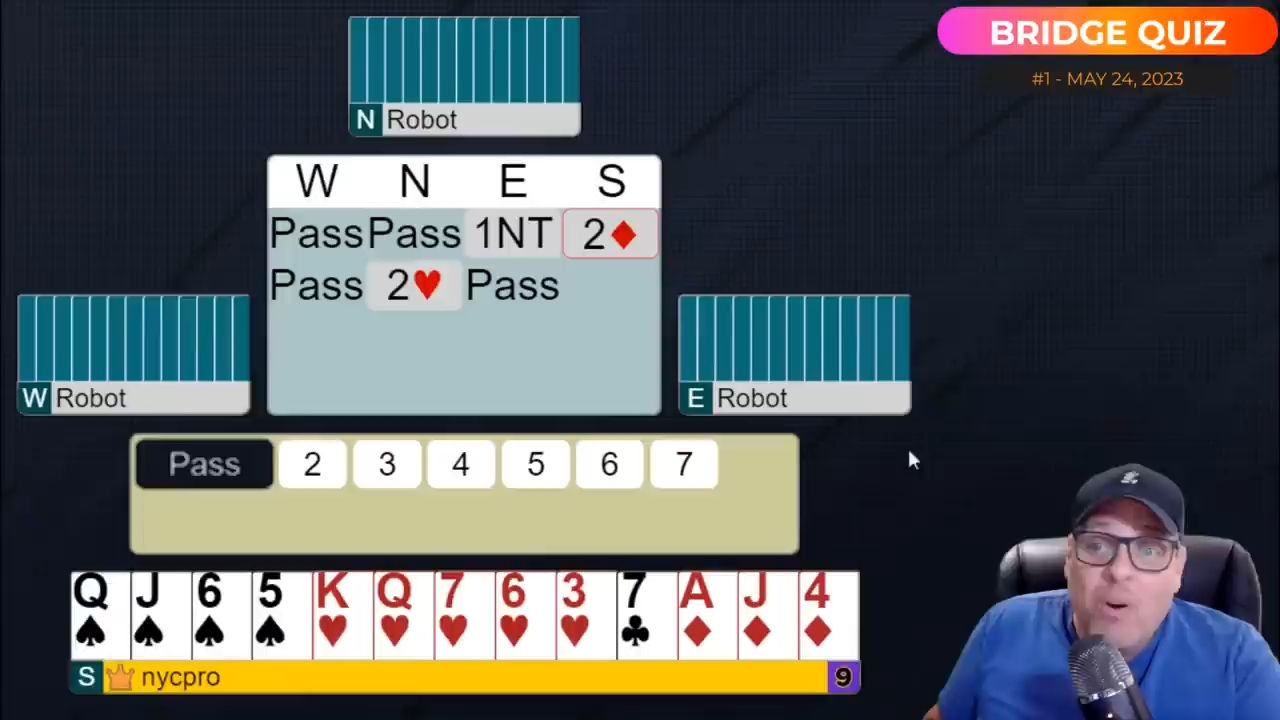 BRIDGE QUIZ
#1 - MAY 24, 2023
N Robot
W N E S
Pass Pass 1NT 2♦
Pass 2♥ Pass
W Robot
E Robot
Pass 2 3 4 5 6 7
Q J 6 5 K Q 7 6 3 7 A J 4
♠ ♠ ♠ ♠ ♥ ♥ ♥ ♥ ♥ ♣ ♦ ♦ ♦
S nycpro 9